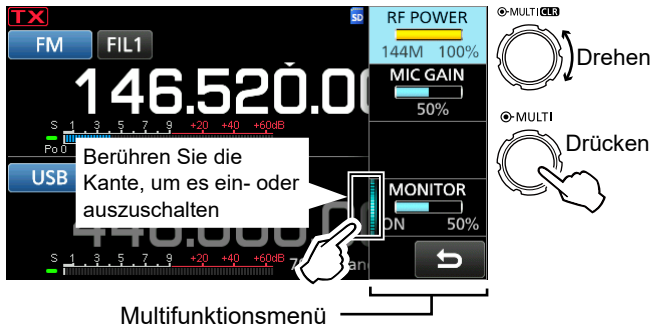 TX
SD
RF POWER
144M 100%
FM FIL1
146.520.0
MIC GAIN
50%
S 1 . 3 . 5 . 7 . 9 +20 +40 +60dB
Po 0
Berühren Sie die
Kante, um es ein- oder
auszuschalten
USB
MONITOR
ON 50%
S 1 . 3 . 5 . 7 . 9 +20 +40 +60dB
MULTI CLR
Drehen
MULTI
Drücken
Multifunktionsmenü